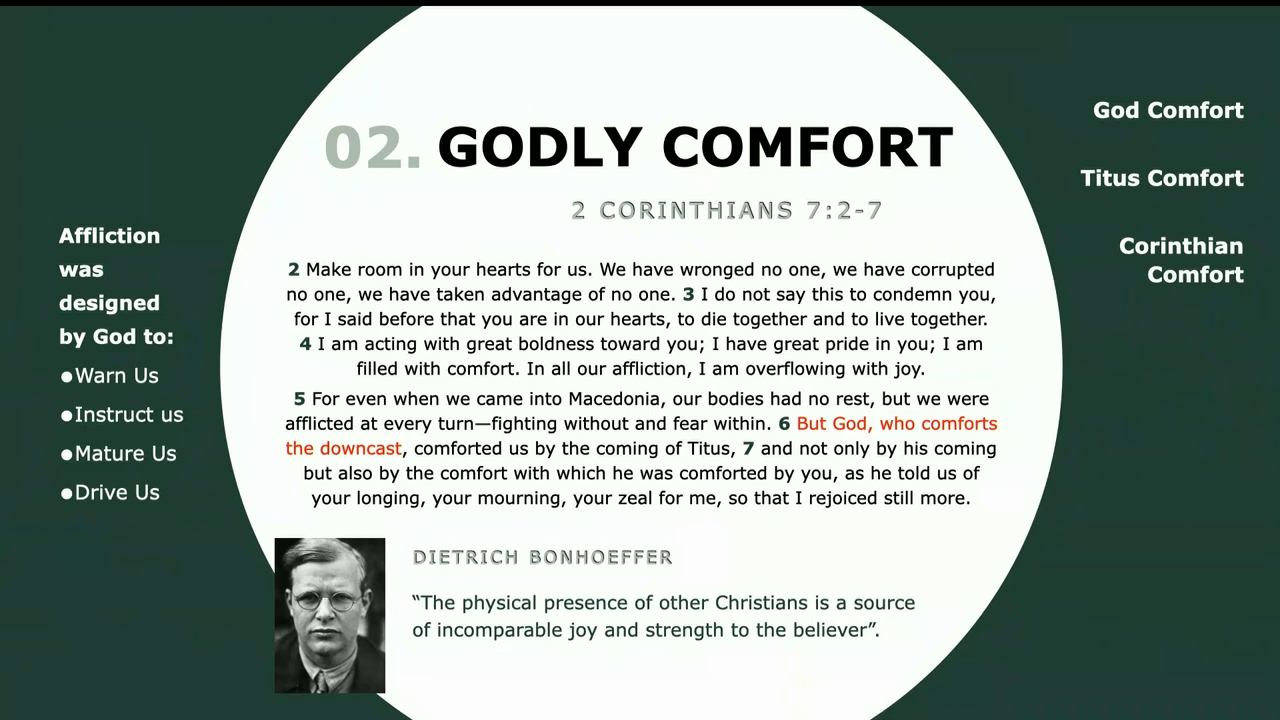 02. GODLY COMFORT
2 CORINTHIANS 7:2-7
Affliction
was
designed
by God to:
●Warn Us
●Instruct us
●Mature Us
●Drive Us
2 Make room in your hearts for us. We have wronged no one, we have corrupted
no one, we have taken advantage of no one. 3 I do not say this to condemn you,
for I said before that you are in our hearts, to die together and to live together.
4 I am acting with great boldness toward you; I have great pride in you; I am
filled with comfort. In all our affliction, I am overflowing with joy.
5 For even when we came into Macedonia, our bodies had no rest, but we were
afflicted at every turn—fighting without and fear within. 6 But God, who comforts
the downcast, comforted us by the coming of Titus, 7 and not only by his coming
but also by the comfort with which he was comforted by you, as he told us of
your longing, your mourning, your zeal for me, so that I rejoiced still more.
DIETRICH BONHOEFFER
“The physical presence of other Christians is a source
of incomparable joy and strength to the believer”.
God Comfort
Titus Comfort
Corinthian
Comfort